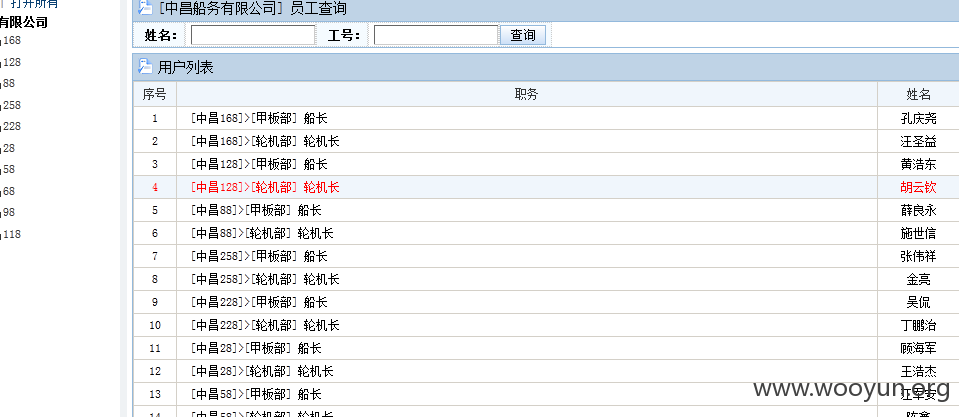 打开所有
有限公司
168
128
88
258
228
28
58
68
98
118
[中昌船务有限公司] 员工查询
姓名： 工号： 查询
用户列表
序号 职务 姓名
1 [中昌168]>[甲板部] 船长 孔庆尧
2 [中昌168]>[轮机部] 轮机长 汪圣益
3 [中昌128]>[甲板部] 船长 黄浩东
4 [中昌128]>[轮机部] 轮机长 胡云钦
5 [中昌88]>[甲板部] 船长 薛良永
6 [中昌88]>[轮机部] 轮机长 施世信
7 [中昌258]>[甲板部] 船长 张伟祥
8 [中昌258]>[轮机部] 轮机长 金亮
9 [中昌228]>[甲板部] 船长 吴侃
10 [中昌228]>[轮机部] 轮机长 丁鹏治
11 [中昌28]>[甲板部] 船长 顾海军
12 [中昌28]>[轮机部] 轮机长 王浩杰
13 [中昌58]>[甲板部] 船长
14 [中昌58]>[轮机部] 轮机长
www.wooyun.org